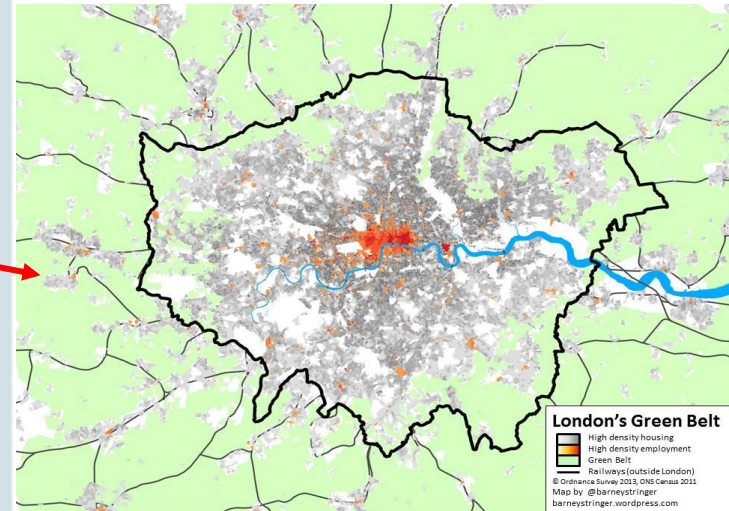 London's Green Belt
High density housing
High density employment
Green Belt
Railways (outside London)
© Ordnance Survey 2013, ONS Census 2011
Map by @barneystringer
barneystringer.wordpress.com